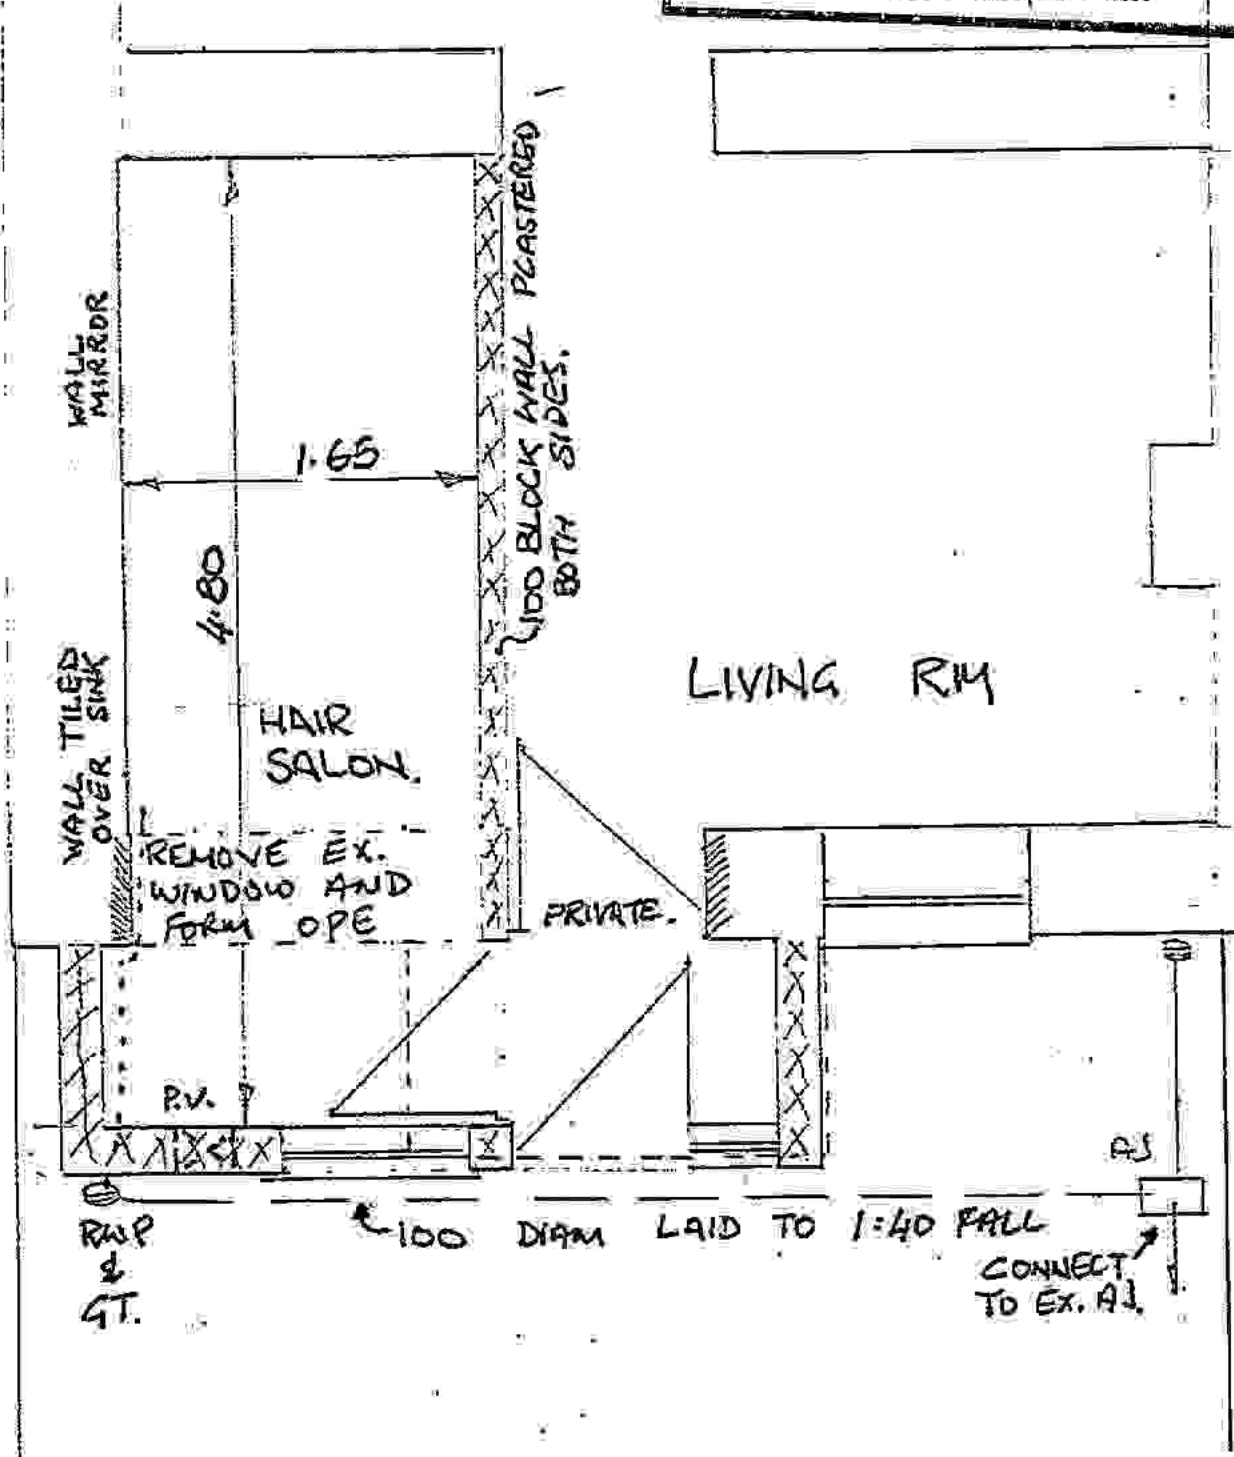 WALL
MIRROR
100 BLOCK WALL PLASTERED
BOTH SIDES.
1.65
4.80
WALL TILED
OVER SINK
HAIR
SALON.
LIVING RM
REMOVE EX.
WINDOW AND
FORM OPE
PRIVATE.
P.V.
AJ
RWP
&
GT.
100 DIAM LAID TO 1:40 FALL
CONNECT
TO EX. AJ.